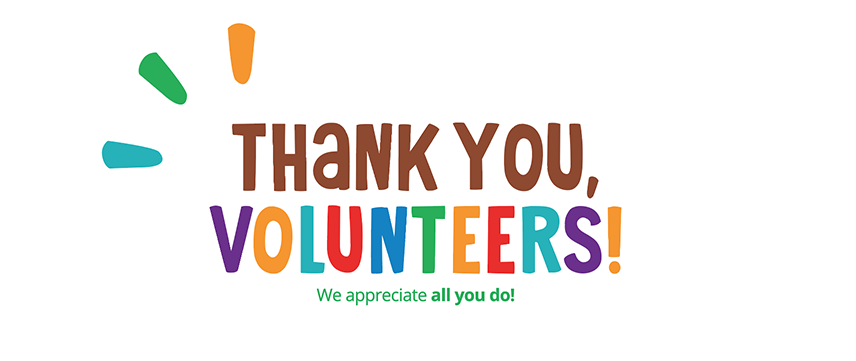 THaNK YOU,
VOLUNTEERS!
We appreciate all you do!